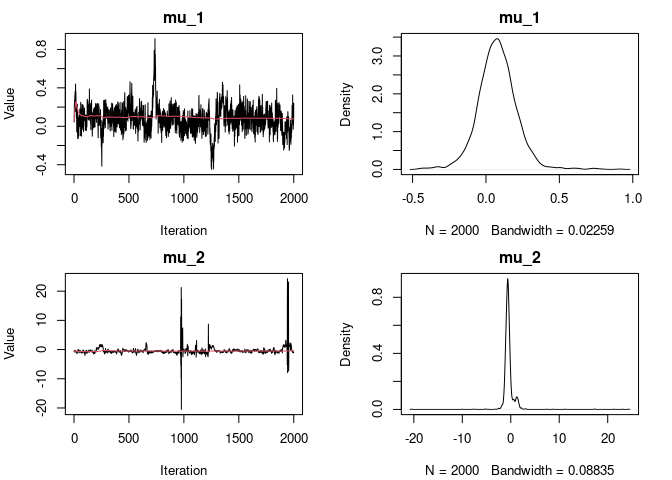 mu_1
Value
0.8
0.4
0.0
-0.4
0
500
1000
1500
2000
Iteration
mu_1
Density
3.0
2.0
1.0
0.0
-0.5
0.0
0.5
1.0
N = 2000   Bandwidth = 0.02259
mu_2
Value
20
10
0
-10
-20
0
500
1000
1500
2000
Iteration
mu_2
Density
0.8
0.4
0.0
-20
-10
0
10
20
N = 2000   Bandwidth = 0.08835